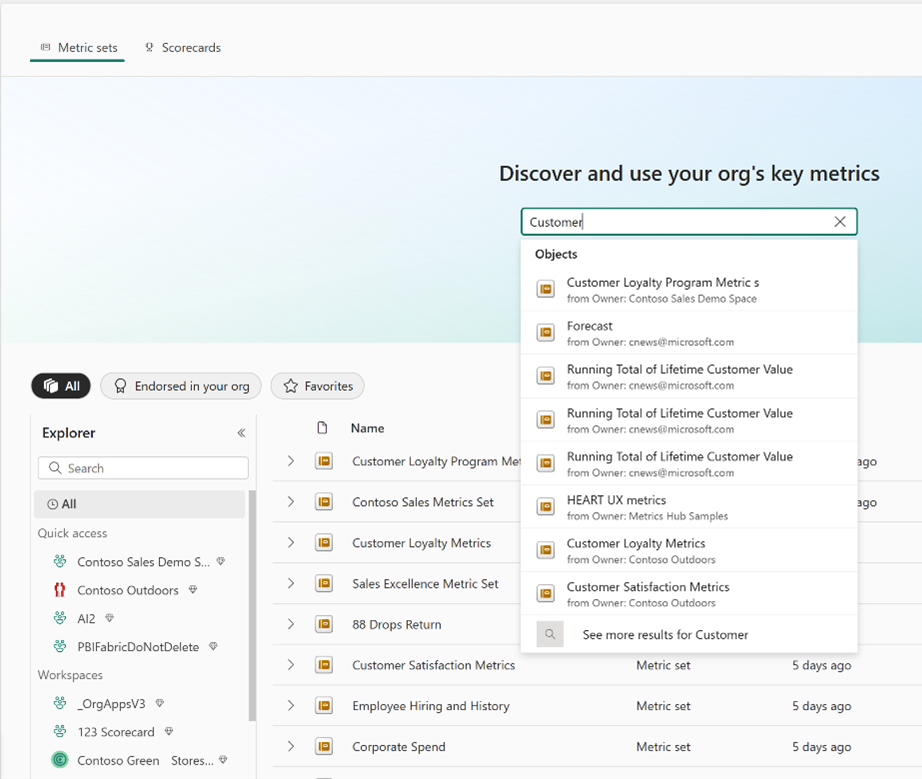 Metric sets
Scorecards
Discover and use your org's key metrics
Customer
Objects
Customer Loyalty Program Metric s
from Owner: Contoso Sales Demo Space
Forecast
from Owner: cnews@microsoft.com
Running Total of Lifetime Customer Value
from Owner: cnews@microsoft.com
Running Total of Lifetime Customer Value
from Owner: cnews@microsoft.com
Running Total of Lifetime Customer Value
from Owner: cnews@microsoft.com
HEART UX metrics
from Owner: Metrics Hub Samples
Customer Loyalty Metrics
from Owner: Contoso Outdoors
Customer Satisfaction Metrics
from Owner: Contoso Outdoors
See more results for Customer
All
Endorsed in your org
Favorites
Explorer
Search
All
Quick access
Contoso Sales Demo S...
Contoso Outdoors
AI2
PBIFabricDoNotDelete
Workspaces
_OrgAppsV3
123 Scorecard
Contoso Green Stores...
Name
Customer Loyalty Program Met
ago
Contoso Sales Metrics Set
ago
Customer Loyalty Metrics
Sales Excellence Metric Set
88 Drops Return
Customer Satisfaction Metrics Metric set 5 days ago
Employee Hiring and History Metric set 5 days ago
Corporate Spend Metric set 5 days ago